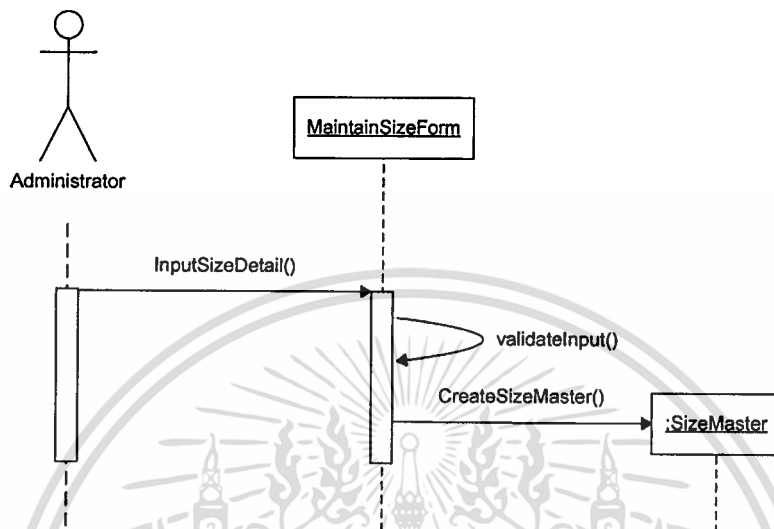 MaintainSizeForm
Administrator
InputSizeDetail()
validateInput()
CreateSizeMaster()
:SizeMaster